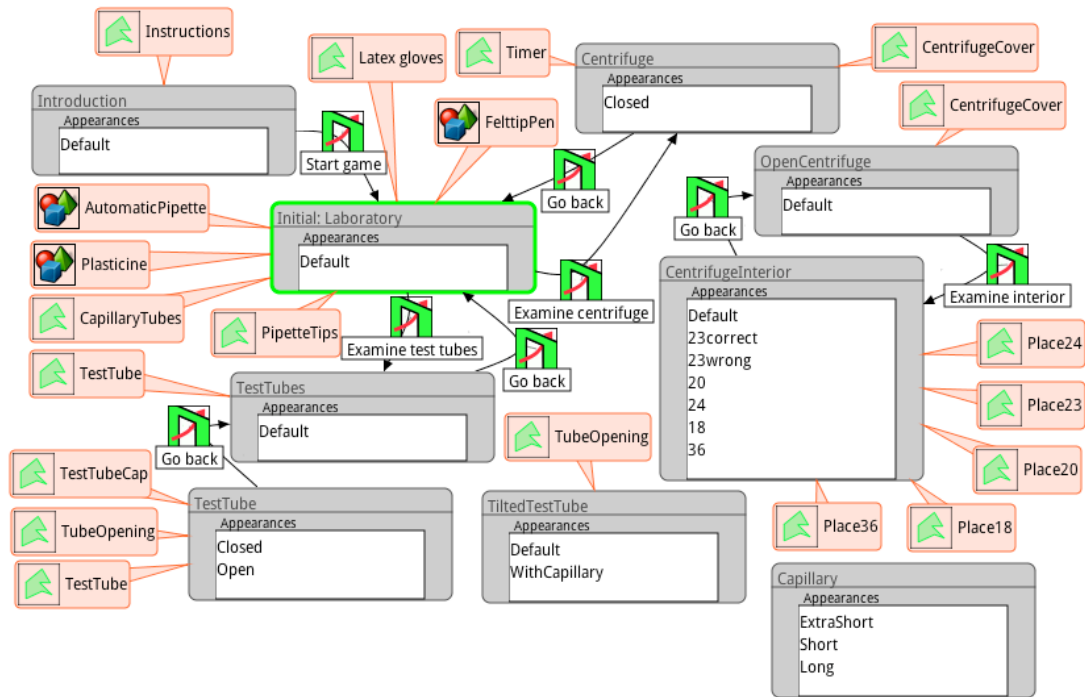 Instructions
Latex gloves
Timer
Centrifuge
Appearances
Closed
CentrifugeCover
CentrifugeCover
Introduction
Appearances
Default
FelttipPen
Start game
OpenCentrifuge
Appearances
Default
Go back
Go back
AutomaticPipette
Initial: Laboratory
Appearances
Default
Plasticine
CentrifugeInterior
Appearances
Default
23correct
23wrong
20
24
18
36
Examine interior
CapillaryTubes
PipetteTips
Examine centrifuge
Examine test tubes
Place24
TestTube
Go back
TestTubes
Appearances
Default
Place23
TubeOpening
Go back
Place20
TestTubeCap
TestTube
Appearances
Closed
Open
TiltedTestTube
Appearances
Default
WithCapillary
TubeOpening
Place36
Place18
TestTube
Capillary
Appearances
ExtraShort
Short
Long